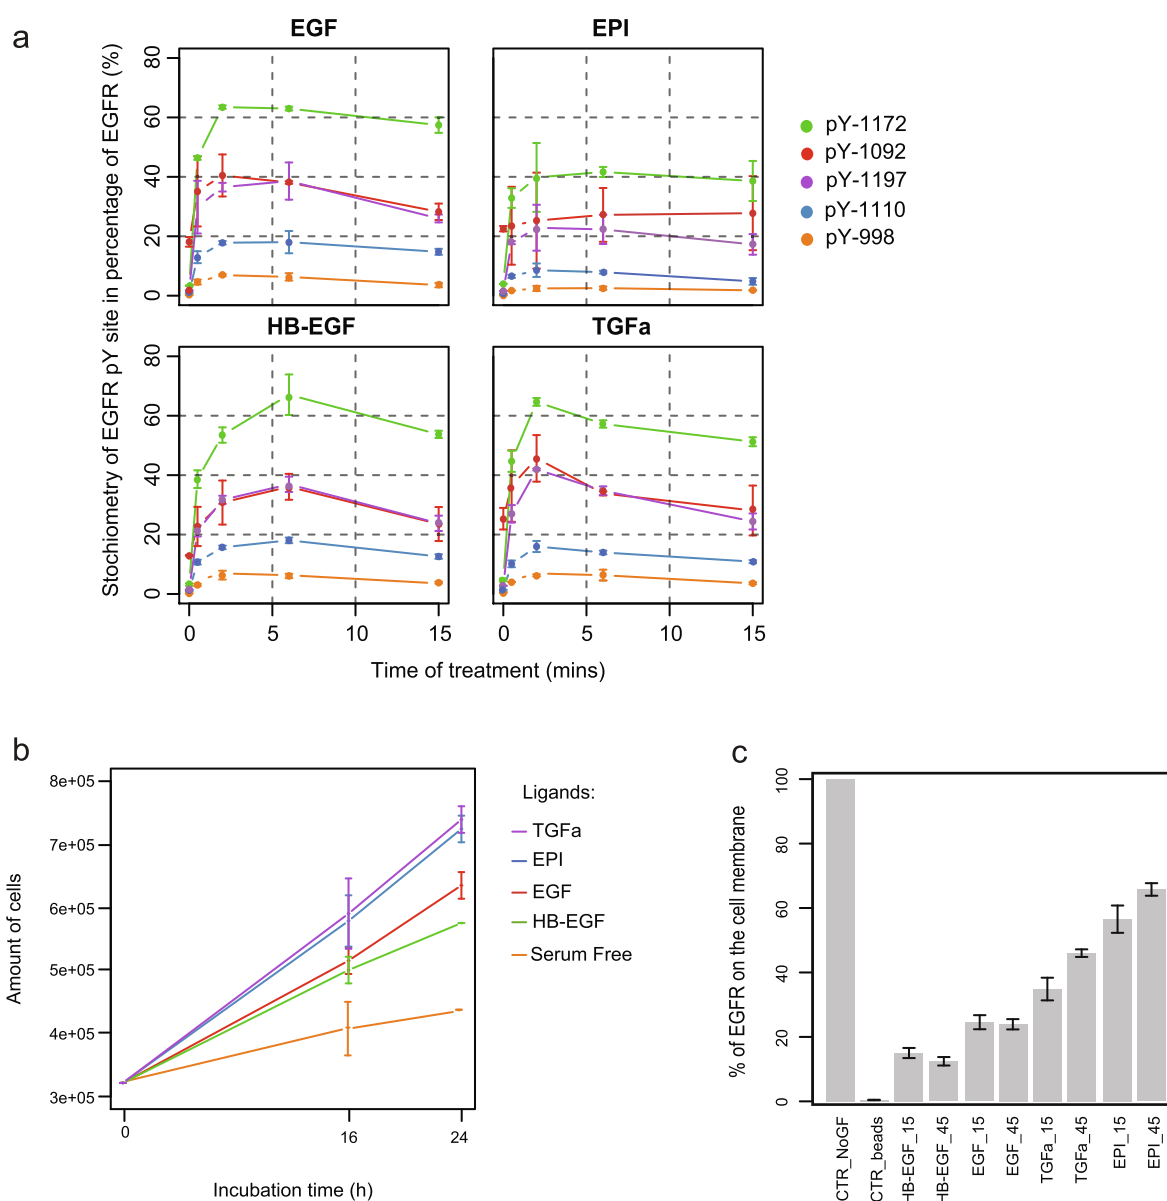 a
EGF
EPI
Stochiometry of EGFR pY site in percentage of EGFR (%)
80
60
40
20
0
pY-1172
pY-1092
pY-1197
pY-1110
pY-998
HB-EGF
TGFa
80
60
40
20
0
0 5 10 15
0 5 10 15
Time of treatment (mins)
b
Amount of cells
8e+05
7e+05
6e+05
5e+05
4e+05
3e+05
0 16 24
Incubation time (h)
Ligands:
TGFa
EPI
EGF
HB-EGF
Serum Free
c
% of EGFR on the cell membrane
100
80
60
40
20
0
CTR_NoGF
CTR_beads
HB-EGF_15
HB-EGF_45
EGF_15
EGF_45
TGFa_15
TGFa_45
EPI_15
EPI_45